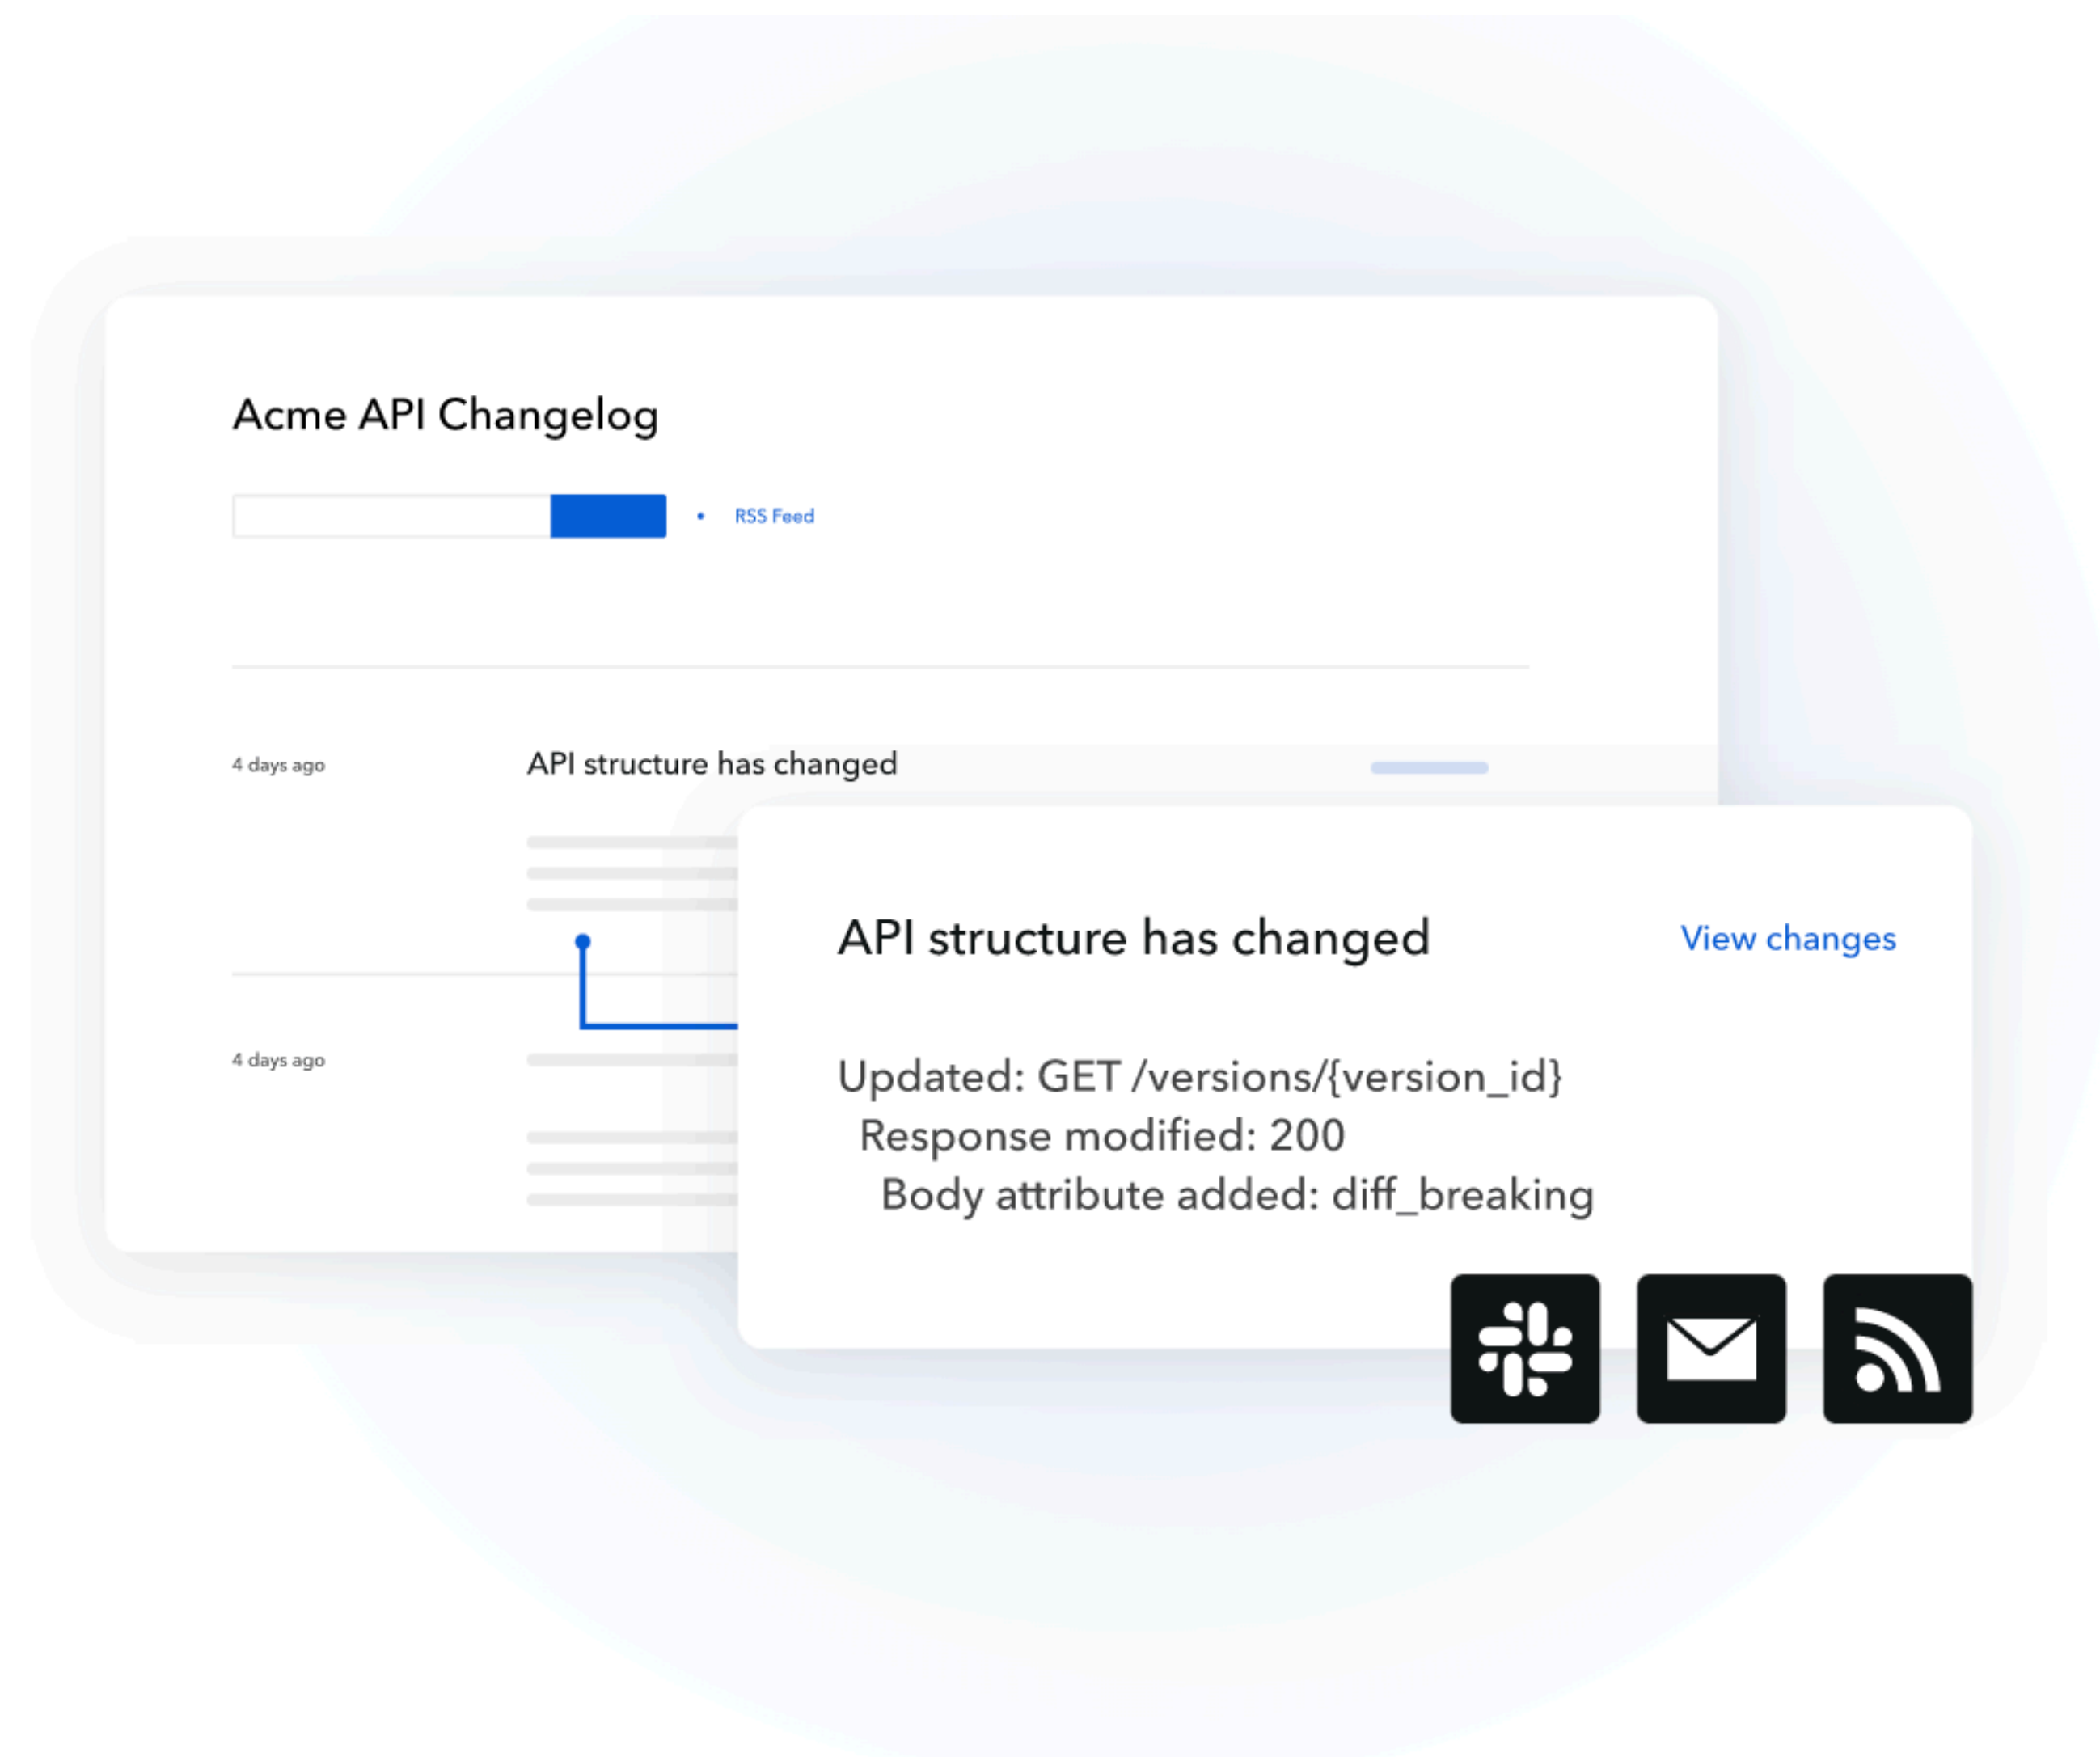 Acme API Changelog
RSS Feed
4 days ago
API structure has changed
API structure has changed
View changes
4 days ago
Updated: GET /versions/{version_id}
Response modified: 200
Body attribute added: diff_breaking